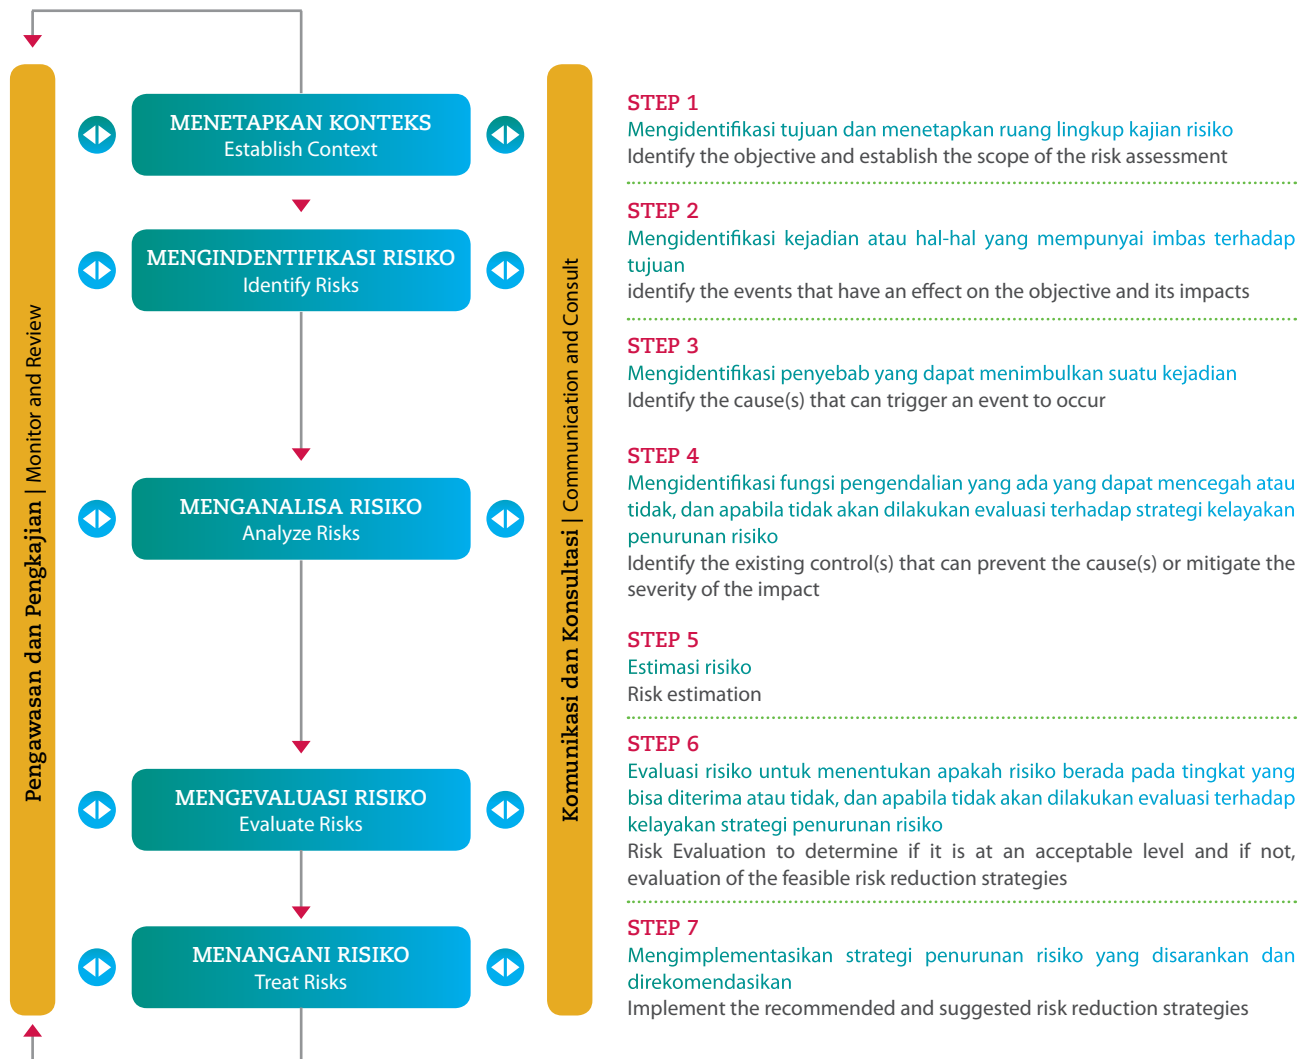 Pengawasan dan Pengkajian | Monitor and Review
MENETAPKAN KONTEKS
Establish Context
MENGINDENTIFIKASI RISIKO
Identify Risks
MENGANALISA RISIKO
Analyze Risks
MENGEVALUASI RISIKO
Evaluate Risks
MENANGANI RISIKO
Treat Risks
Komunikasi dan Konsultasi | Communication and Consult
STEP 1
Mengidentifikasi tujuan dan menetapkan ruang lingkup kajian risiko
Identify the objective and establish the scope of the risk assessment
STEP 2
Mengidentifikasi kejadian atau hal-hal yang mempunyai imbas terhadap
tujuan
identify the events that have an effect on the objective and its impacts
STEP 3
Mengidentifikasi penyebab yang dapat menimbulkan suatu kejadian
Identify the cause(s) that can trigger an event to occur
STEP 4
Mengidentifikasi fungsi pengendalian yang ada yang dapat mencegah atau
tidak, dan apabila tidak akan dilakukan evaluasi terhadap strategi kelayakan
penurunan risiko
Identify the existing control(s) that can prevent the cause(s) or mitigate the
severity of the impact
STEP 5
Estimasi risiko
Risk estimation
STEP 6
Evaluasi risiko untuk menentukan apakah risiko berada pada tingkat yang
bisa diterima atau tidak, dan apabila tidak akan dilakukan evaluasi terhadap
kelayakan strategi penurunan risiko
Risk Evaluation to determine if it is at an acceptable level and if not,
evaluation of the feasible risk reduction strategies
STEP 7
Mengimplementasikan strategi penurunan risiko yang disarankan dan
direkomendasikan
Implement the recommended and suggested risk reduction strategies